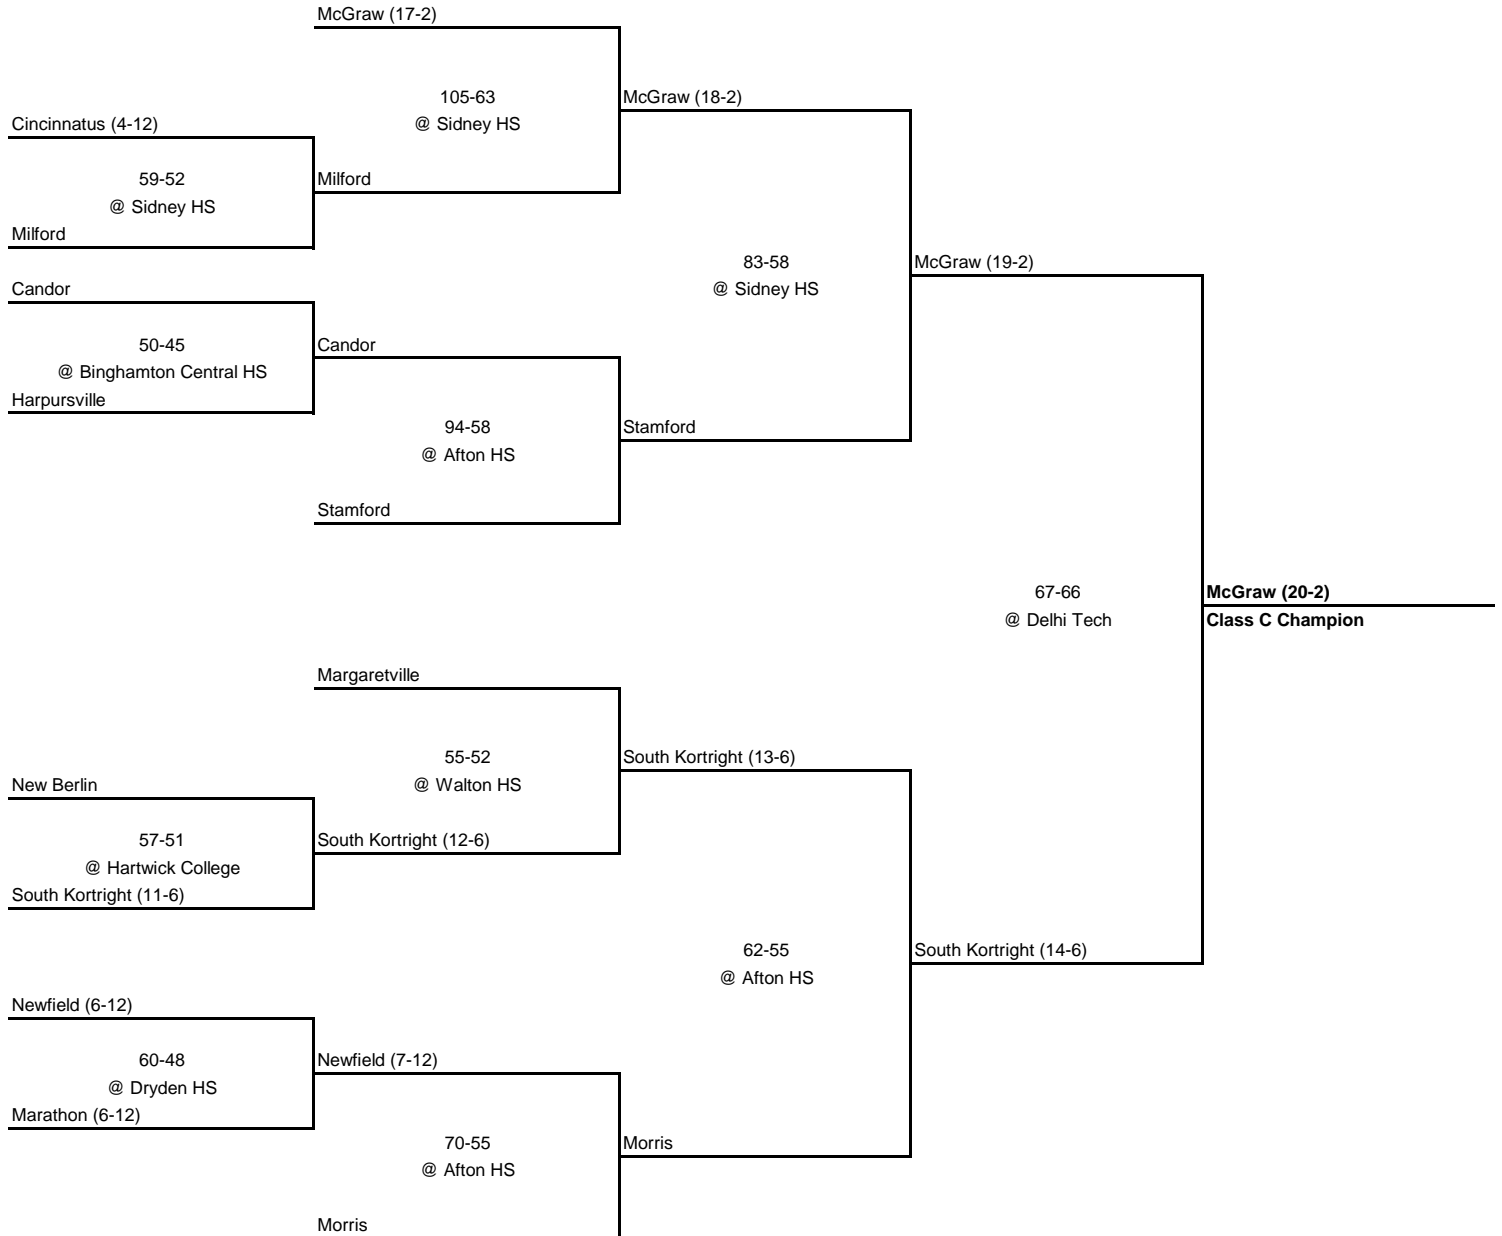 McGraw (17-2)
105-63
@ Sidney HS
McGraw (18-2)
Cincinnatus (4-12)
59-52
@ Sidney HS
Milford
Milford
83-58
@ Sidney HS
McGraw (19-2)
Candor
50-45
@ Binghamton Central HS
Candor
Harpursville
94-58
@ Afton HS
Stamford
Stamford
67-66
@ Delhi Tech
McGraw (20-2)
Class C Champion
Margaretville
55-52
@ Walton HS
South Kortright (13-6)
New Berlin
57-51
@ Hartwick College
South Kortright (12-6)
South Kortright (11-6)
62-55
@ Afton HS
South Kortright (14-6)
Newfield (6-12)
60-48
@ Dryden HS
Newfield (7-12)
Marathon (6-12)
70-55
@ Afton HS
Morris
Morris